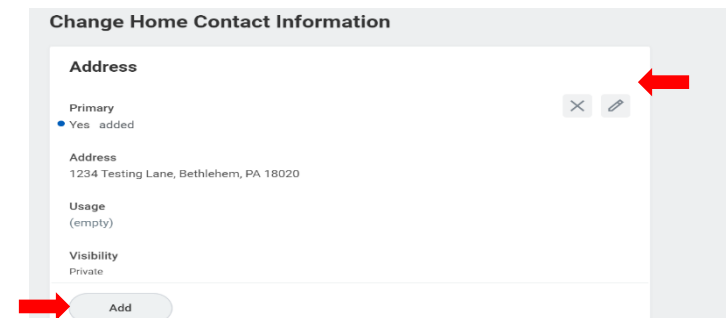 Change Home Contact Information
Address
Primary
Yes added
Address
1234 Testing Lane, Bethlehem, PA 18020
Usage
(empty)
Visibility
Private
Add